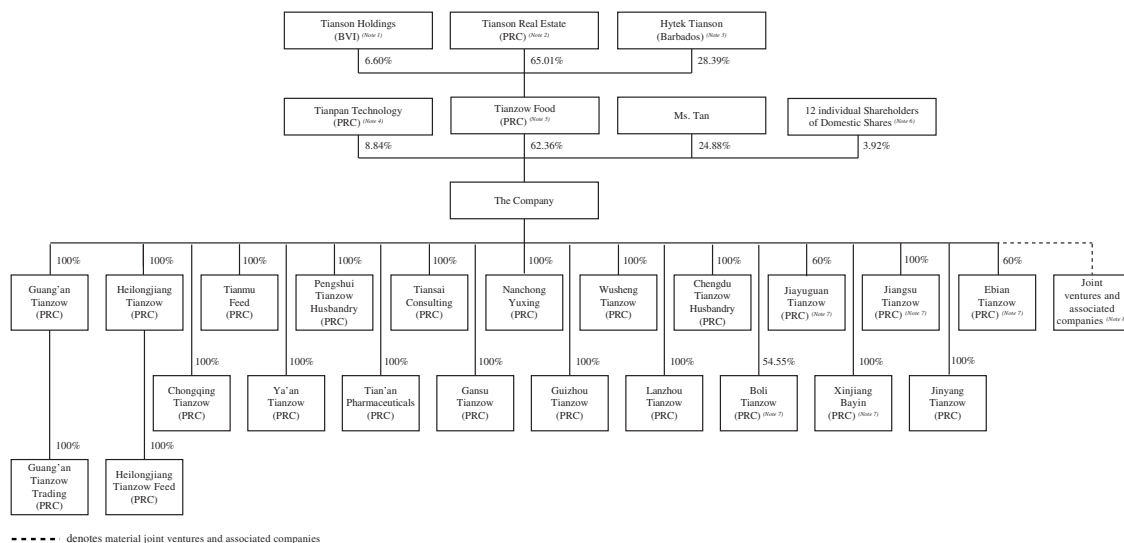 Tianson Holdings
(BVI) (Note 1)
Tianson Real Estate
(PRC) (Note 2)
Hytek Tianson
(Barbados) (Note 3)
6.60%
65.01%
28.39%
Tianpan Technology
(PRC) (Note 4)
Tianzow Food
(PRC) (Note 5)
Ms. Tan
12 individual Shareholders
of Domestic Shares (Note 6)
8.84%
62.36%
24.88%
3.92%
The Company
100%
100%
100%
100%
100%
100%
100%
100%
60%
100%
60%
Guang’an
Tianzow
(PRC)
Heilongjiang
Tianzow
(PRC)
Tianmu
Feed
(PRC)
Pengshui
Tianzow
Husbandry
(PRC)
Tiansai
Consulting
(PRC)
Nanchong
Yuxing
(PRC)
Wusheng
Tianzow
(PRC)
Chengdu
Tianzow
Husbandry
(PRC)
Jiayuguan
Tianzow
(PRC) (Note 7)
Jiangsu
Tianzow
(PRC) (Note 7)
Ebian
Tianzow
(PRC) (Note 7)
Joint
ventures and
associated
companies (Note 8
100%
100%
100%
100%
100%
100%
54.55%
100%
100%
Chongqing
Tianzow
(PRC)
Ya’an
Tianzow
(PRC)
Tian’an
Pharmaceuticals
(PRC)
Gansu
Tianzow
(PRC)
Guizhou
Tianzow
(PRC)
Lanzhou
Tianzow
(PRC)
Boli
Tianzow
(PRC) (Note 7)
Xinjiang
Bayin
(PRC) (Note 7)
Jinyang
Tianzow
(PRC)
100%
100%
Guang’an
Tianzow
Trading
(PRC)
Heilongjiang
Tianzow Feed
(PRC)
denotes material joint ventures and associated companies